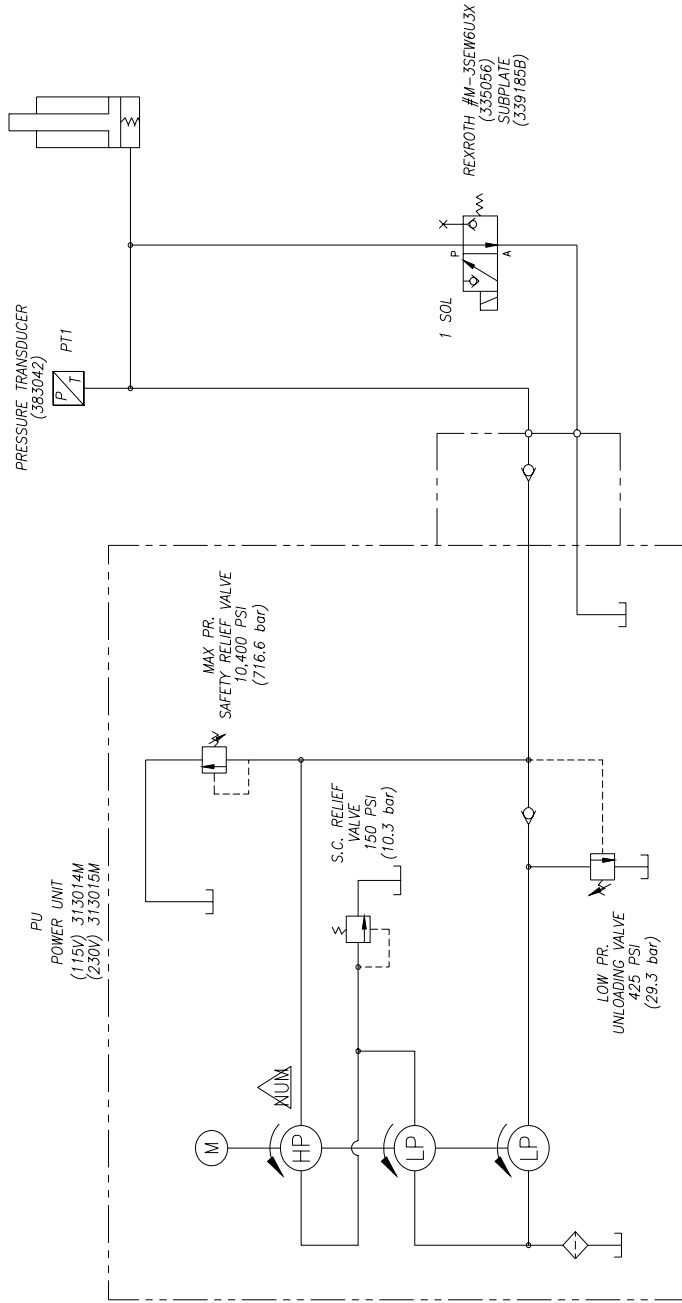 PRESSURE TRANSDUCER
(383042)
PT1
P/T
REXROTH #M-3SEW6U3X
(335056)
SUBPLATE
(339185B)
1 SOL
P
A
MAX PR.
SAFETY RELIEF VALVE
10,400 PSI
(716.6 bar)
PU
POWER UNIT
(115V) 313014M
(230V) 313015M
S.C. RELIEF
VALVE
150 PSI
(10.3 bar)
LOW PR.
UNLOADING VALVE
425 PSI
(29.3 bar)
M
HP
NUM
LP
LP